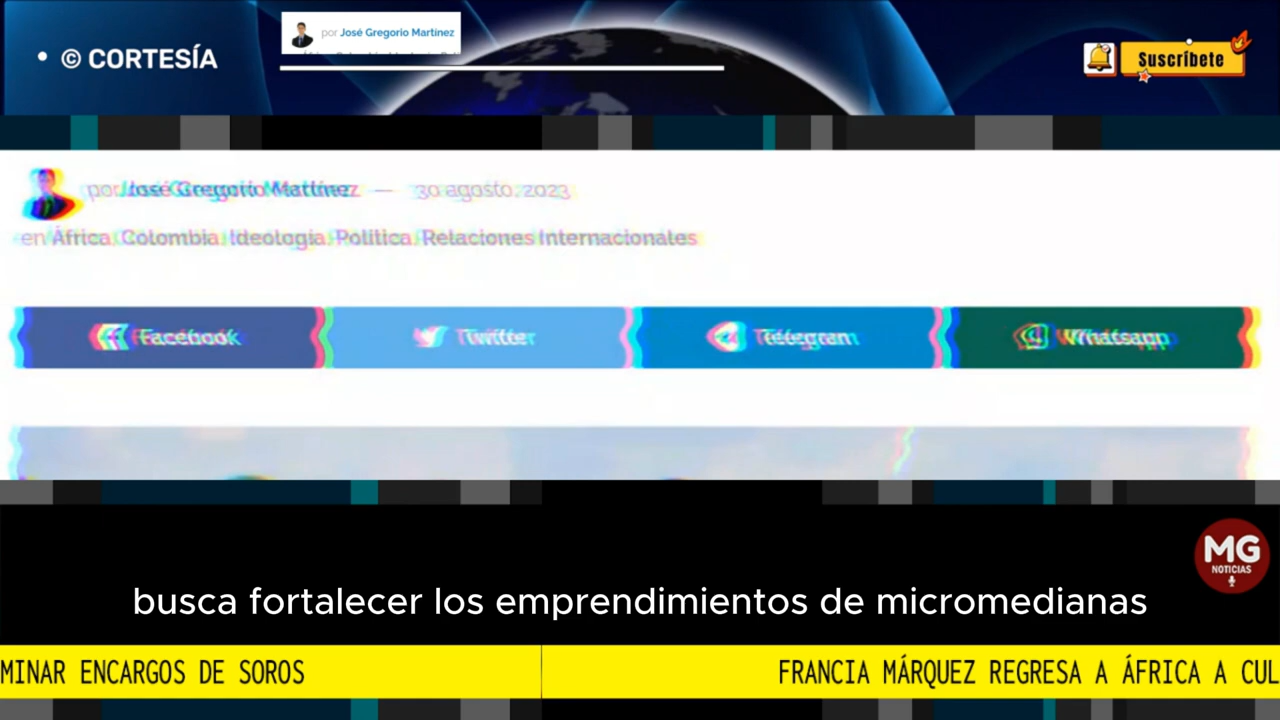 por José Gregorio Martínez
• © CORTESÍA
Suscríbete
por José Gregorio Martínez — 30 agosto, 2023
en África, Colombia, Ideología, Política, Relaciones Internacionales
Facebook
Twitter
Telegram
Whatsapp
MG
NOTICIAS
busca fortalecer los emprendimientos de micromedianas
MINAR ENCARGOS DE SOROS
FRANCIA MÁRQUEZ REGRESA A ÁFRICA A CUL